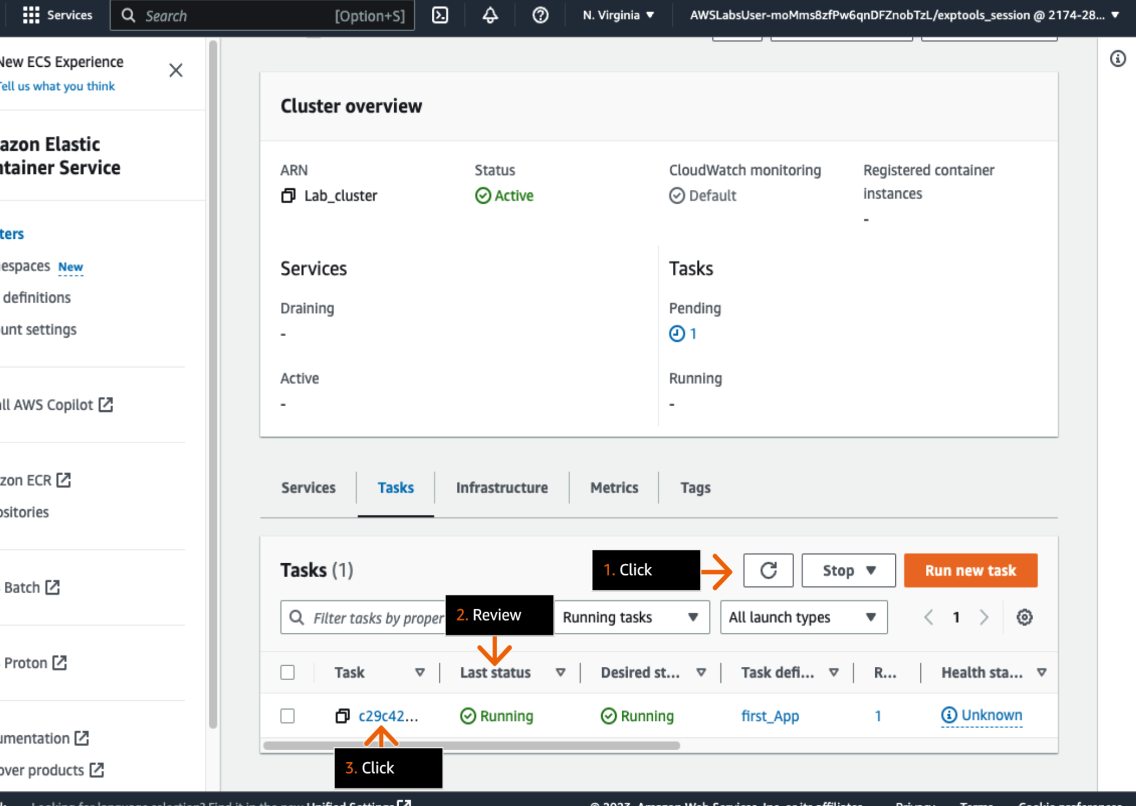 Services
Search
[Option+S]
N. Virginia
AWSLabsUser-moMms8zfPw6qnDFZnobTzL/exptools_session @ 2174-28...
New ECS Experience
Tell us what you think
azon Elastic
ntainer Service
ters
espaces New
definitions
unt settings
ll AWS Copilot
zon ECR
ositories
Batch
Proton
umentation
over products
Cluster overview
ARN
Lab_cluster
Status
Active
CloudWatch monitoring
Default
Registered container
instances
-
Services
Draining
-
Active
-
Tasks
Pending
1
Running
-
Services
Tasks
Infrastructure
Metrics
Tags
Tasks (1)
1. Click
Stop
Run new task
Filter tasks by proper
2. Review
Running tasks
All launch types
1
Task
Last status
Desired st...
Task defi...
R...
Health sta...
c29c42...
Running
Running
first_App
1
Unknown
3. Click
Looking for language selection? Find it in the new Unified Settings
© 2023, Amazon Web Services, Inc. or its affiliates.
Privacy
Terms
Cookie preferences